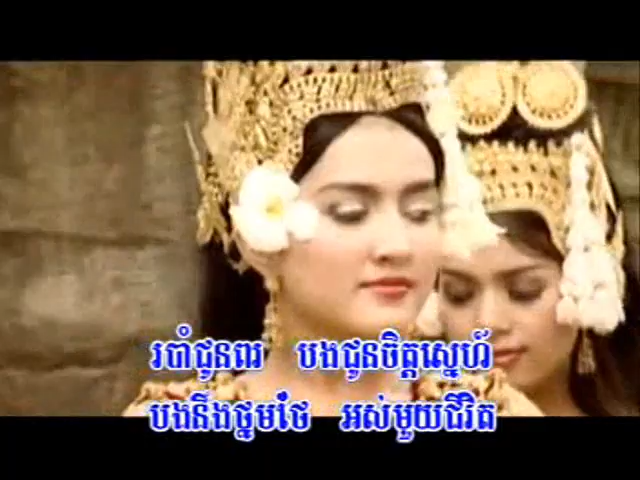 របាំជូនពរ បងជូនចិត្តស្នេហ៍
បងនឹងថ្នមថែ អស់មួយជីវិត